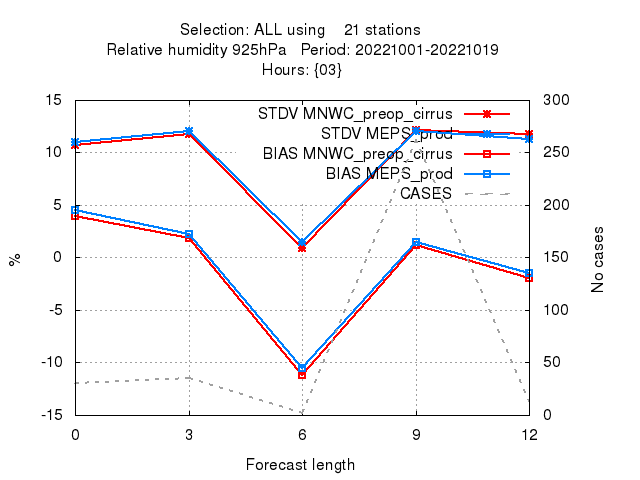 Selection: ALL using 21 stations
Relative humidity 925hPa Period: 20221001-20221019
Hours: {03}
STDV MNWC_preop_cirrus
STDV MEPS_prod
BIAS MNWC_preop_cirrus
BIAS MEPS_prod
CASES
15
10
5
0
-5
-10
-15
%
300
250
200
150
100
50
0
No cases
0 3 6 9 12
Forecast length